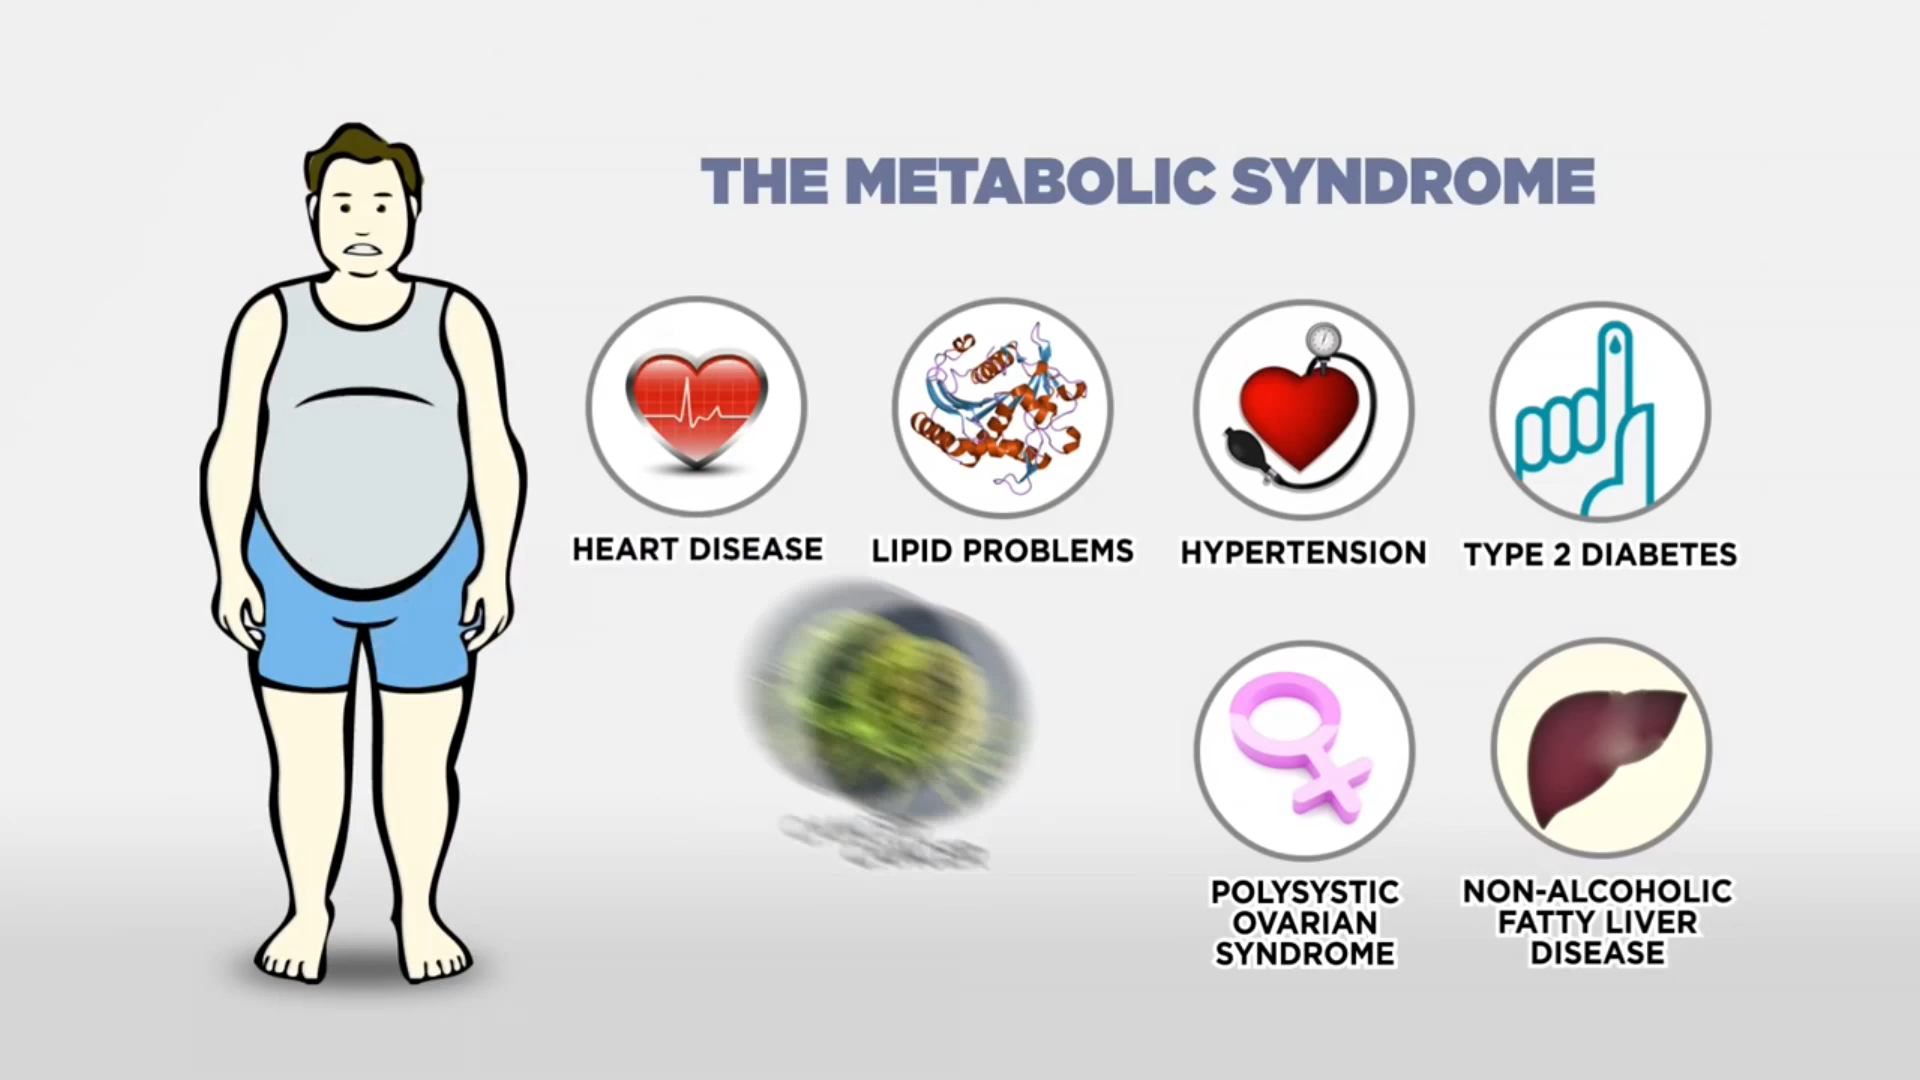 THE METABOLIC SYNDROME
HEART DISEASE
LIPID PROBLEMS
HYPERTENSION
TYPE 2 DIABETES
POLYSYSTIC
OVARIAN
SYNDROME
NON-ALCOHOLIC
FATTY LIVER
DISEASE